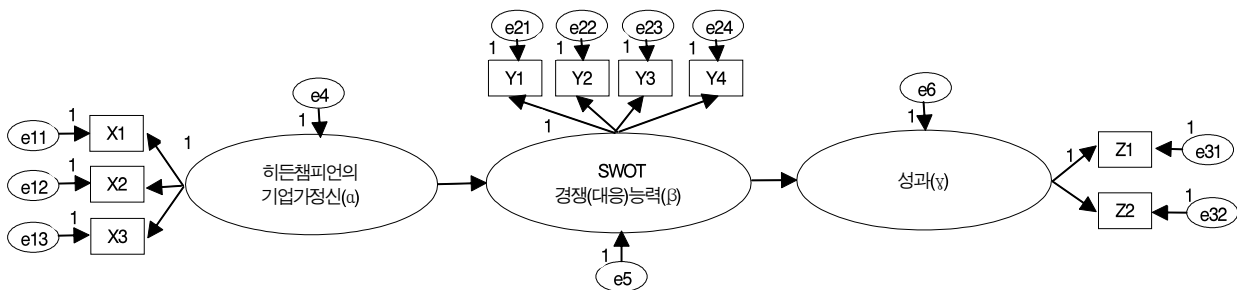 e21 e22 e23 e24
1 1 1 1
Y1 Y2 Y3 Y4
e4
1
e6
1
1
e11 1 X1
e12 1 X2
e13 1 X3
1
히든챔피언의
기업가정신(α)
SWOT
경쟁(대응)능력(β)
1
e5
성과(ɣ)
1
Z1 1 e31
Z2 1 e32